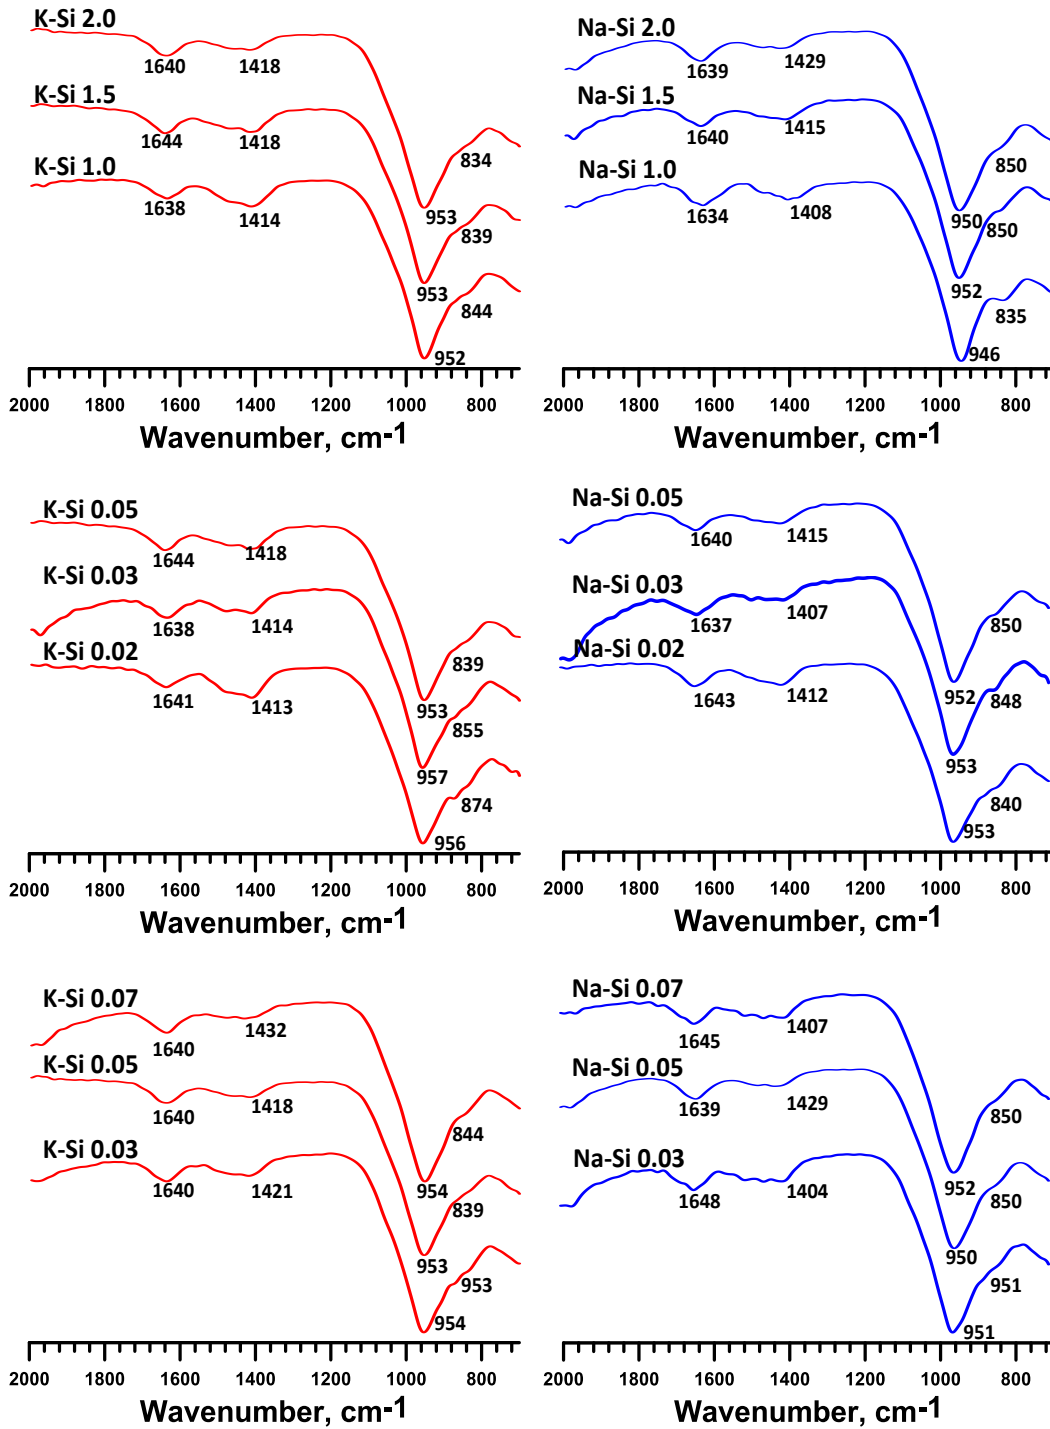 K-Si 2.0
1640
1418
K-Si 1.5
1644
1418
834
K-Si 1.0
1638
1414
953
839
953
844
952
2000 1800 1600 1400 1200 1000 800
Wavenumber, cm-1
Na-Si 2.0
1639
1429
Na-Si 1.5
1640
1415
850
Na-Si 1.0
1634
1408
950
850
952
835
946
2000 1800 1600 1400 1200 1000 800
Wavenumber, cm-1
K-Si 0.05
1644
1418
K-Si 0.03
1638
1414
K-Si 0.02
839
1641
1413
953
855
957
874
956
2000 1800 1600 1400 1200 1000 800
Wavenumber, cm-1
Na-Si 0.05
1640
1415
Na-Si 0.03
1637
1407
850
Na-Si 0.02
1643
1412
952
848
953
840
953
2000 1800 1600 1400 1200 1000 800
Wavenumber, cm-1
K-Si 0.07
1640
1432
K-Si 0.05
1640
1418
K-Si 0.03
844
1640
1421
954
839
953
953
954
2000 1800 1600 1400 1200 1000 800
Wavenumber, cm-1
Na-Si 0.07
1645
1407
Na-Si 0.05
1639
1429
850
Na-Si 0.03
1648
1404
952
850
950
951
951
2000 1800 1600 1400 1200 1000 800
Wavenumber, cm-1